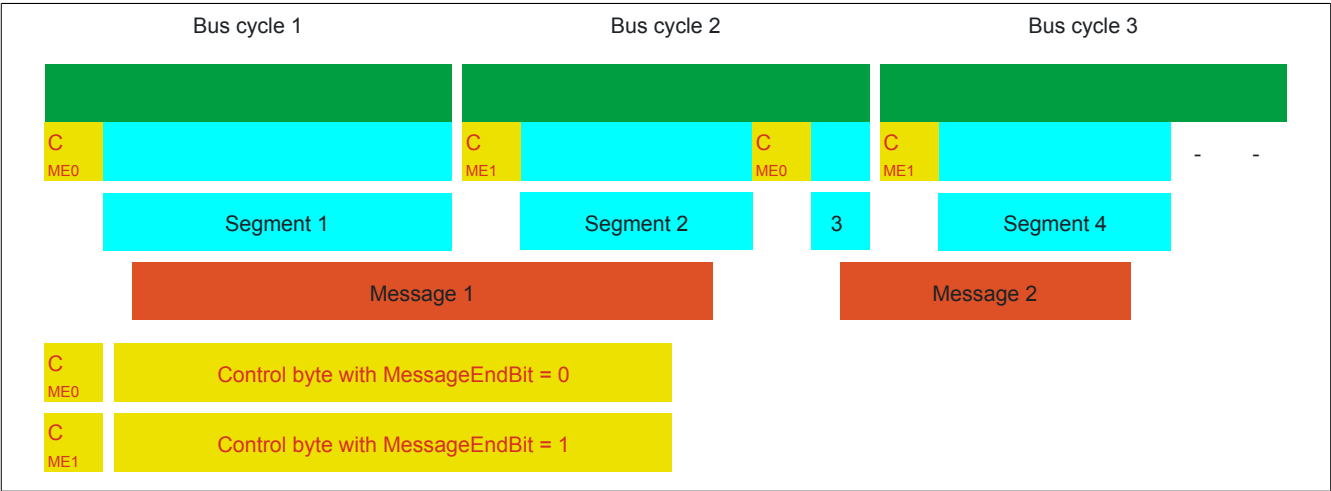 Bus cycle 1 Bus cycle 2 Bus cycle 3
C C C C
ME0 ME1 ME0 ME1 - -
Segment 1 Segment 2 3 Segment 4
Message 1 Message 2
C
ME0
Control byte with MessageEndBit = 0
C
ME1
Control byte with MessageEndBit = 1